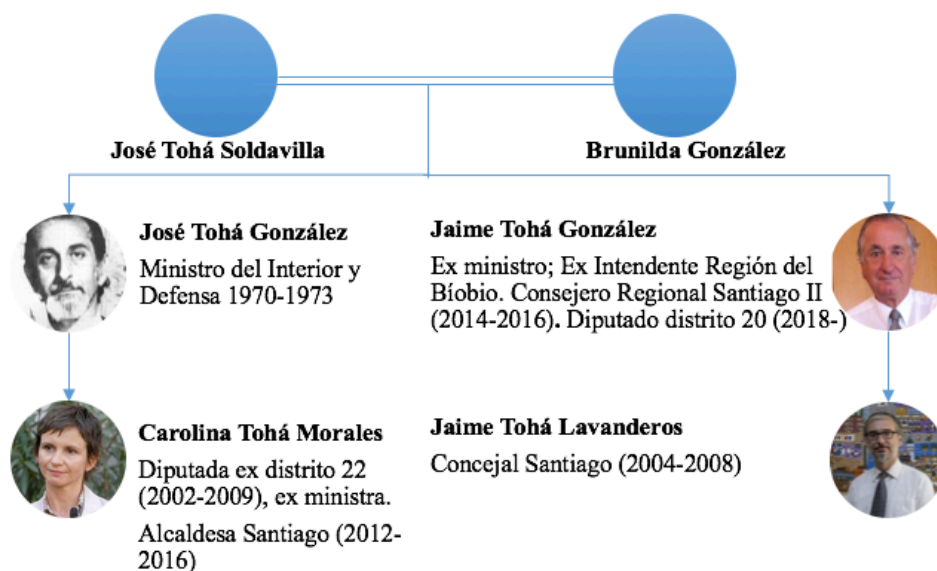 José Tohá Soldavilla
Brunilda González
José Tohá González
Ministro del Interior y
Defensa 1970-1973
Jaime Tohá González
Ex ministro; Ex Intendente Región del
Bíobio. Consejero Regional Santiago II
(2014-2016). Diputado distrito 20 (2018-)
Carolina Tohá Morales
Diputada ex distrito 22
(2002-2009), ex ministra.
Alcaldesa Santiago (2012-
2016)
Jaime Tohá Lavanderos
Concejal Santiago (2004-2008)